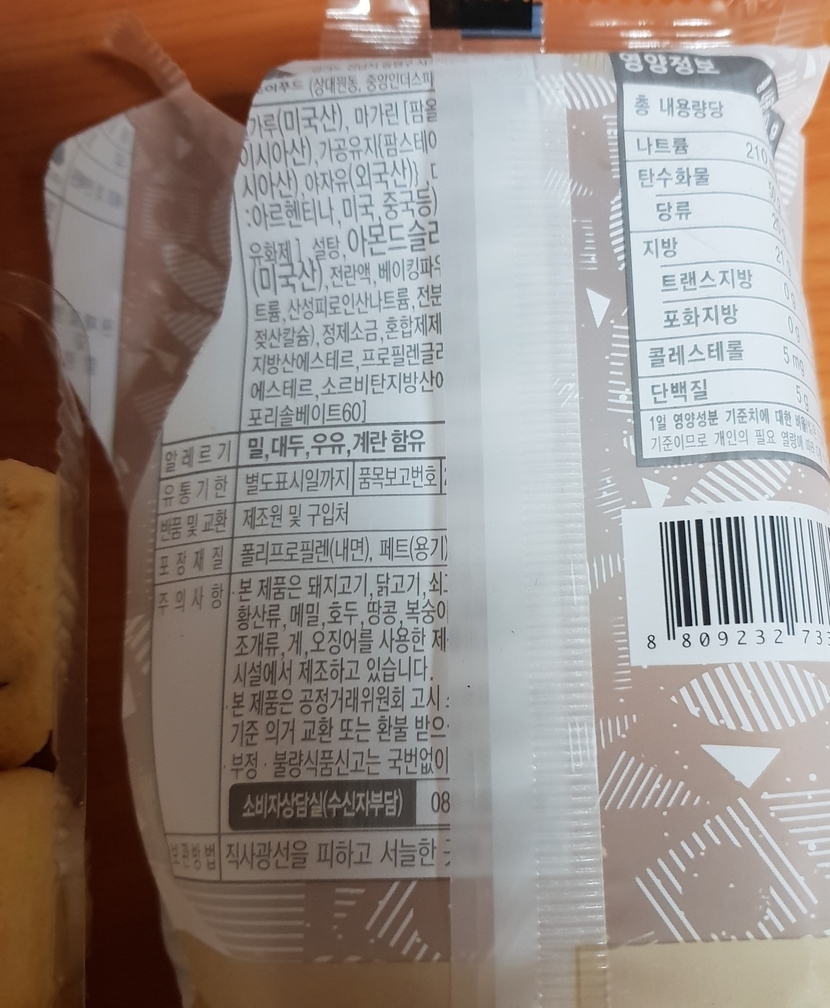 푸드 (상대원동, 중앙인더스파
가루(미국산), 마가린 [팜올
이시아산), 가공유지{팜스테아
시아산), 야자유(외국산)},
:아르헨티나, 미국, 중국등)
유화제 ], 설탕, 아몬드슬라
(미국산), 전란액, 베이킹파우
트륨, 산성피로인산나트륨, 전분
젖산칼슘), 정제소금, 혼합제제
지방산에스테르, 프로필렌글리
에스테르, 소르비탄지방산에
포리솔베이트60]
알레르기 밀, 대두, 우유, 계란 함유
유통기한 별도표시일까지 품목보고번호
반품 및 교환 제조원 및 구입처
포장재질 폴리프로필렌(내면), 페트(용기)
주의사항 · 본 제품은 돼지고기, 닭고기, 쇠고
황산류, 메밀, 호두, 땅콩, 복숭아
조개류, 게, 오징어를 사용한 제
시설에서 제조하고 있습니다.
· 본 제품은 공정거래위원회 고시
기준 의거 교환 또는 환불 받으
· 부정 · 불량식품신고는 국번없이
소비자상담실(수신자부담) 08
보관방법 직사광선을 피하고 서늘한
영양정보
총 내용량당
나트륨 210
탄수화물
당류
지방 21
트랜스지방 0 g
포화지방 0 g
콜레스테롤 5 mg
단백질 5 g
1일 영양성분 기준치에 대한 비율
기준이므로 개인의 필요 열량에
8 809232 733